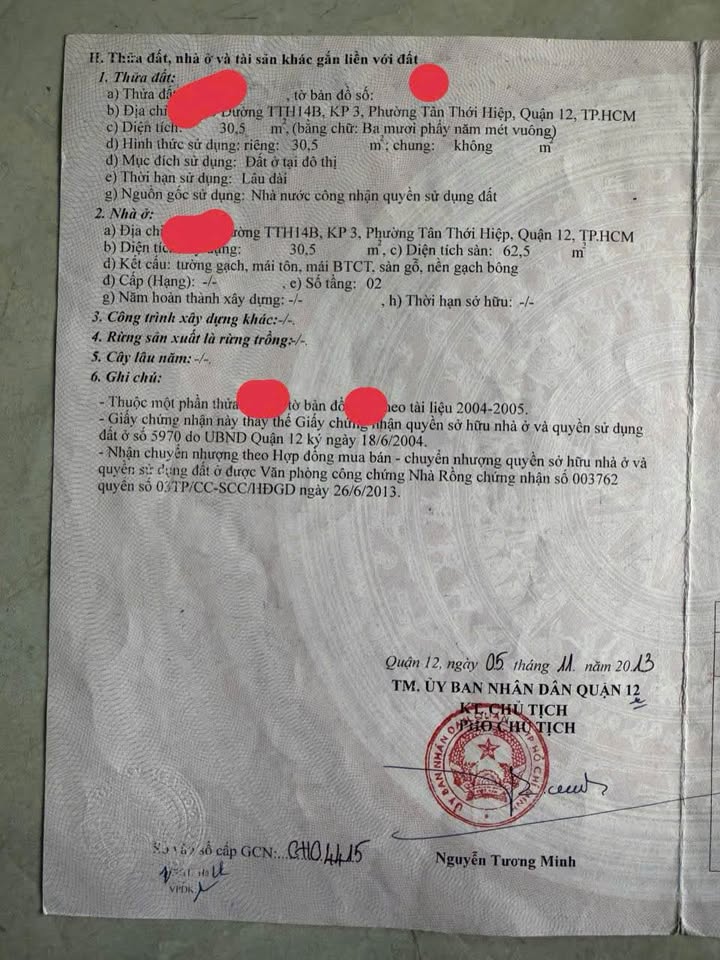 II. Thửa đất, nhà ở và tài sản khác gắn liền với đất
1. Thửa đất:
a) Thửa đất , tờ bản đồ số:
b) Địa chỉ Đường TTH14B, KP 3, Phường Tân Thới Hiệp, Quận 12, TP.HCM
c) Diện tích: 30,5 m², (bằng chữ: Ba mươi phẩy năm mét vuông)
d) Hình thức sử dụng: riêng: 30,5 m²; chung: không m²
đ) Mục đích sử dụng: Đất ở tại đô thị
e) Thời hạn sử dụng: Lâu dài
g) Nguồn gốc sử dụng: Nhà nước công nhận quyền sử dụng đất
2. Nhà ở:
a) Địa chỉ ường TTH14B, KP 3, Phường Tân Thới Hiệp, Quận 12, TP.HCM
b) Diện tíc ựng: 30.5 m², c) Diện tích sàn: 62,5 m²
d) Kết cấu: tường gạch, mái tôn, mái BTCT, sàn gỗ, nền gạch bông
đ) Cấp (Hạng): -/- , e) Số tầng: 02
g) Năm hoàn thành xây dựng: -/- , h) Thời hạn sở hữu: -/-
3. Công trình xây dựng khác:-/-.
4. Rừng sản xuất là rừng trồng:-/-.
5. Cây lâu năm: -/-.
6. Ghi chú:
- Thuộc một phần thửa tờ bản đồ heo tài liệu 2004-2005.
- Giấy chứng nhận này thay thế Giấy chứng nhận quyền sở hữu nhà ở và quyền sử dụng
đất ở số 5970 do UBND Quận 12 ký ngày 18/6/2004.
- Nhận chuyển nhượng theo Hợp đồng mua bán - chuyển nhượng quyền sở hữu nhà ở và
quyền sử dụng đất ở được Văn phòng công chứng Nhà Rồng chứng nhận số 003762
quyển số 03TP/CC-SCC/HĐGD ngày 26/6/2013.
Quận 12, ngày 05 tháng 11 năm 2013
TM. ỦY BAN NHÂN DÂN QUẬN 12
KT. CHỦ TỊCH
PHÓ CHỦ TỊCH
ỦY BAN NHÂN DÂN QUẬN TP HỒ CHÍ MINH
Số vào sổ cấp GCN:... CH04415
VPĐK
Nguyễn Tương Minh